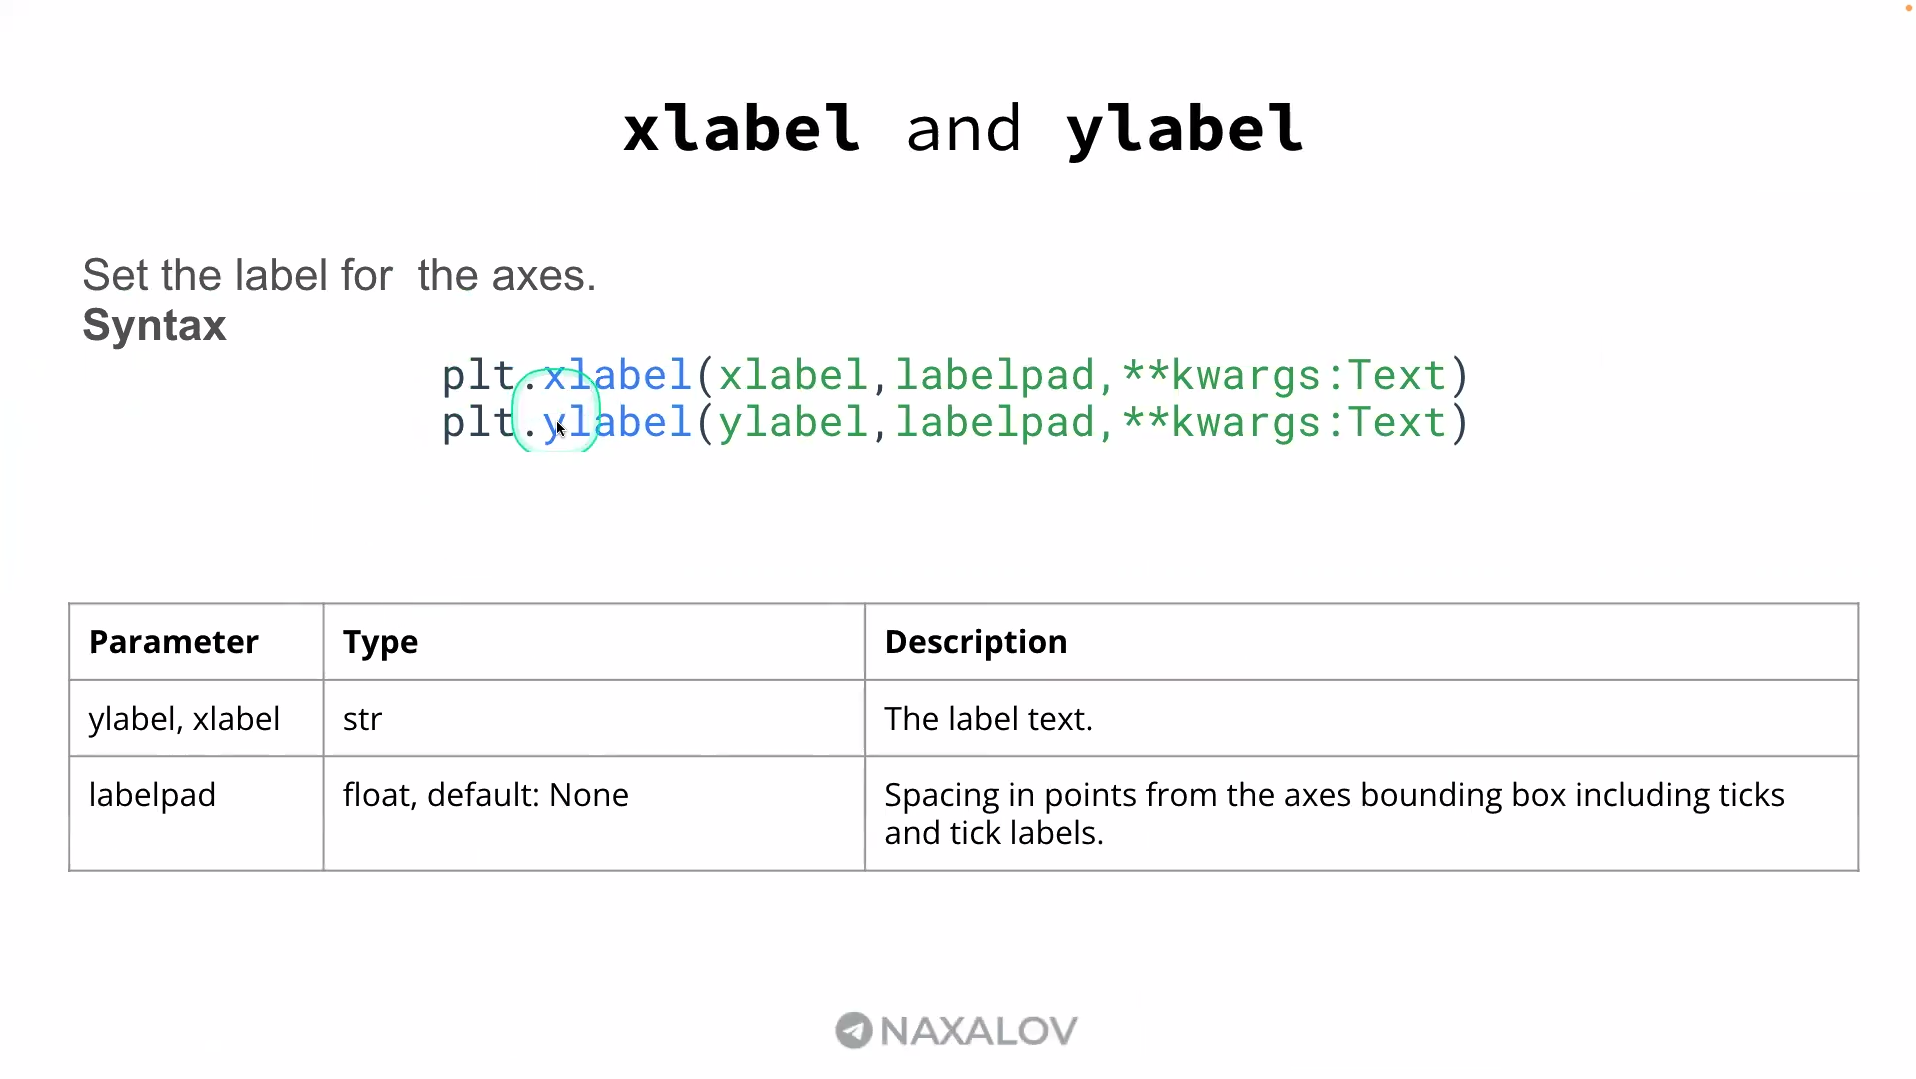 xlabel and ylabel
Set the label for the axes.
Syntax
plt.xlabel(xlabel,labelpad,**kwargs:Text)
plt.ylabel(ylabel,labelpad,**kwargs:Text)
Parameter Type Description
ylabel, xlabel str The label text.
labelpad float, default: None Spacing in points from the axes bounding box including ticks
and tick labels.
NAXALOV